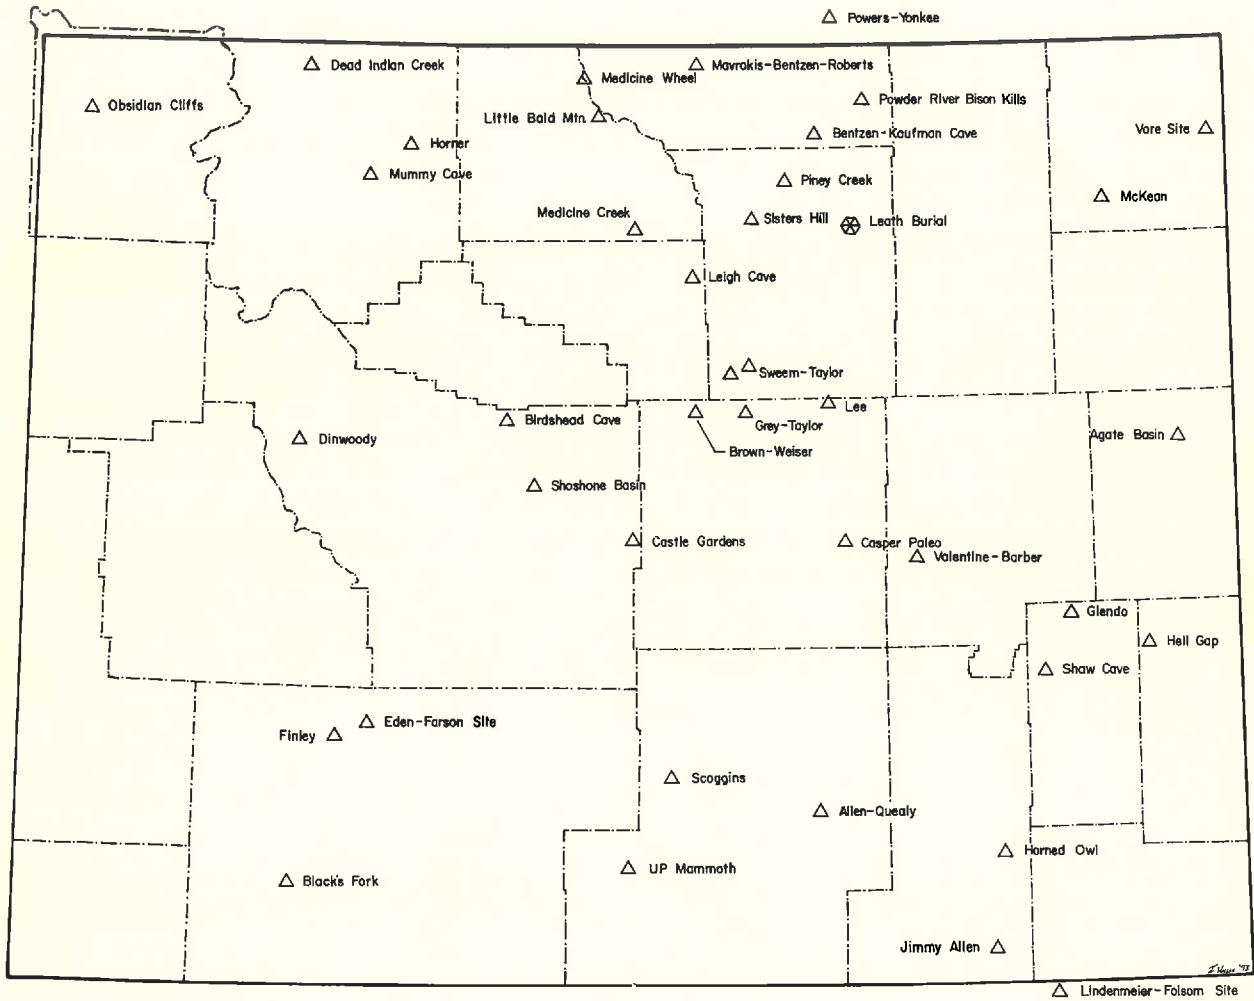 Powers-Yonkee
Dead Indian Creek
Medicine Wheel
Mavrakis-Bentzen-Roberts
Obsidian Cliffs
Little Bald Mtn.
Powder River Bison Kills
Bentzen-Kaufman Cave
Vore Site
Horner
Mummy Cave
Piney Creek
McKean
Medicine Creek
Sisters Hill
Leath Burial
Leigh Cave
Sweem-Taylor
Lee
Birdshead Cave
Grey-Taylor
Brown-Weiser
Agate Basin
Dinwoody
Shoshone Basin
Castle Gardens
Casper Paleo
Valentine-Barber
Glendo
Hell Gap
Shaw Cave
Eden-Farson Site
Finley
Scoggins
Allen-Quealy
Horned Owl
UP Mammoth
Black's Fork
Jimmy Allen
Lindenmeier-Folsom Site